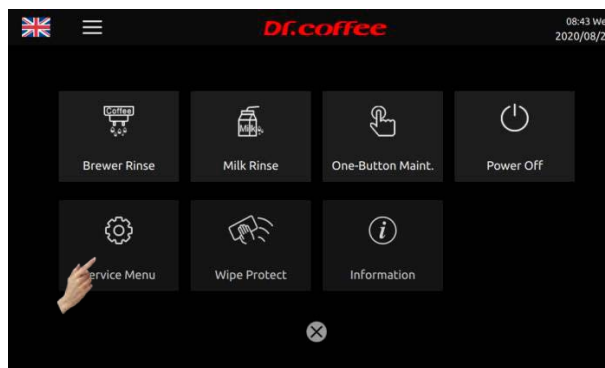 Dr.coffee
08:43 We
2020/08/2
Coffee
Milk
Brewer Rinse
Milk Rinse
One-Button Maint.
Power Off
i
ervice Menu
Wipe Protect
Information